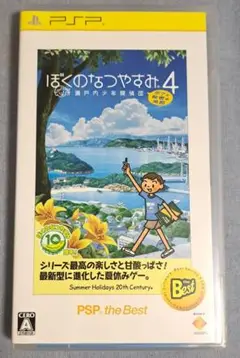 ぼくのなつやすみ4
瀬戸内少年探偵団
10
シリーズ最高の楽しさと甘酸っぱさ!
最新型に進化した夏休みゲー。
Summer Holidays 20th Century
the Best
PSP the Best
CERO
A